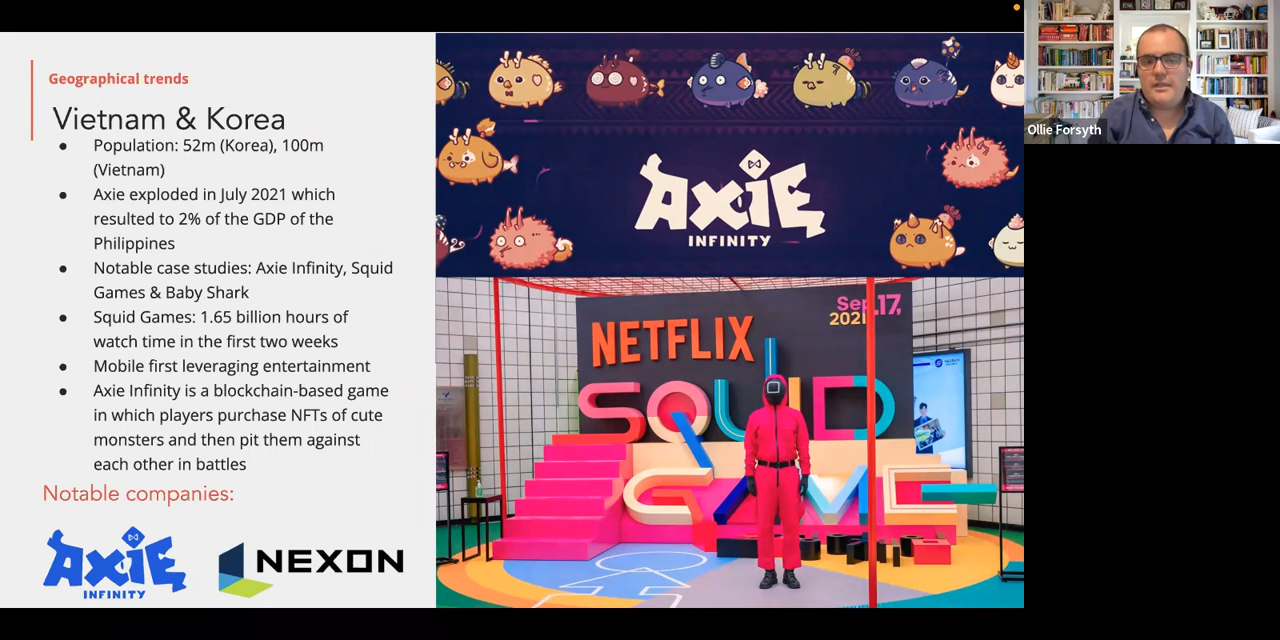 Geographical trends
Vietnam & Korea
● Population: 52m (Korea), 100m
(Vietnam)
● Axie exploded in July 2021 which
resulted to 2% of the GDP of the
Philippines
● Notable case studies: Axie Infinity, Squid
Games & Baby Shark
● Squid Games: 1.65 billion hours of
watch time in the first two weeks
● Mobile first leveraging entertainment
● Axie Infinity is a blockchain-based game
in which players purchase NFTs of cute
monsters and then pit them against
each other in battles
Notable companies:
AXIE
INFINITY
NEXON
AXIE
INFINITY
Sep 17,
2021
NETFLIX
SQUID
GAME
Ollie Forsyth